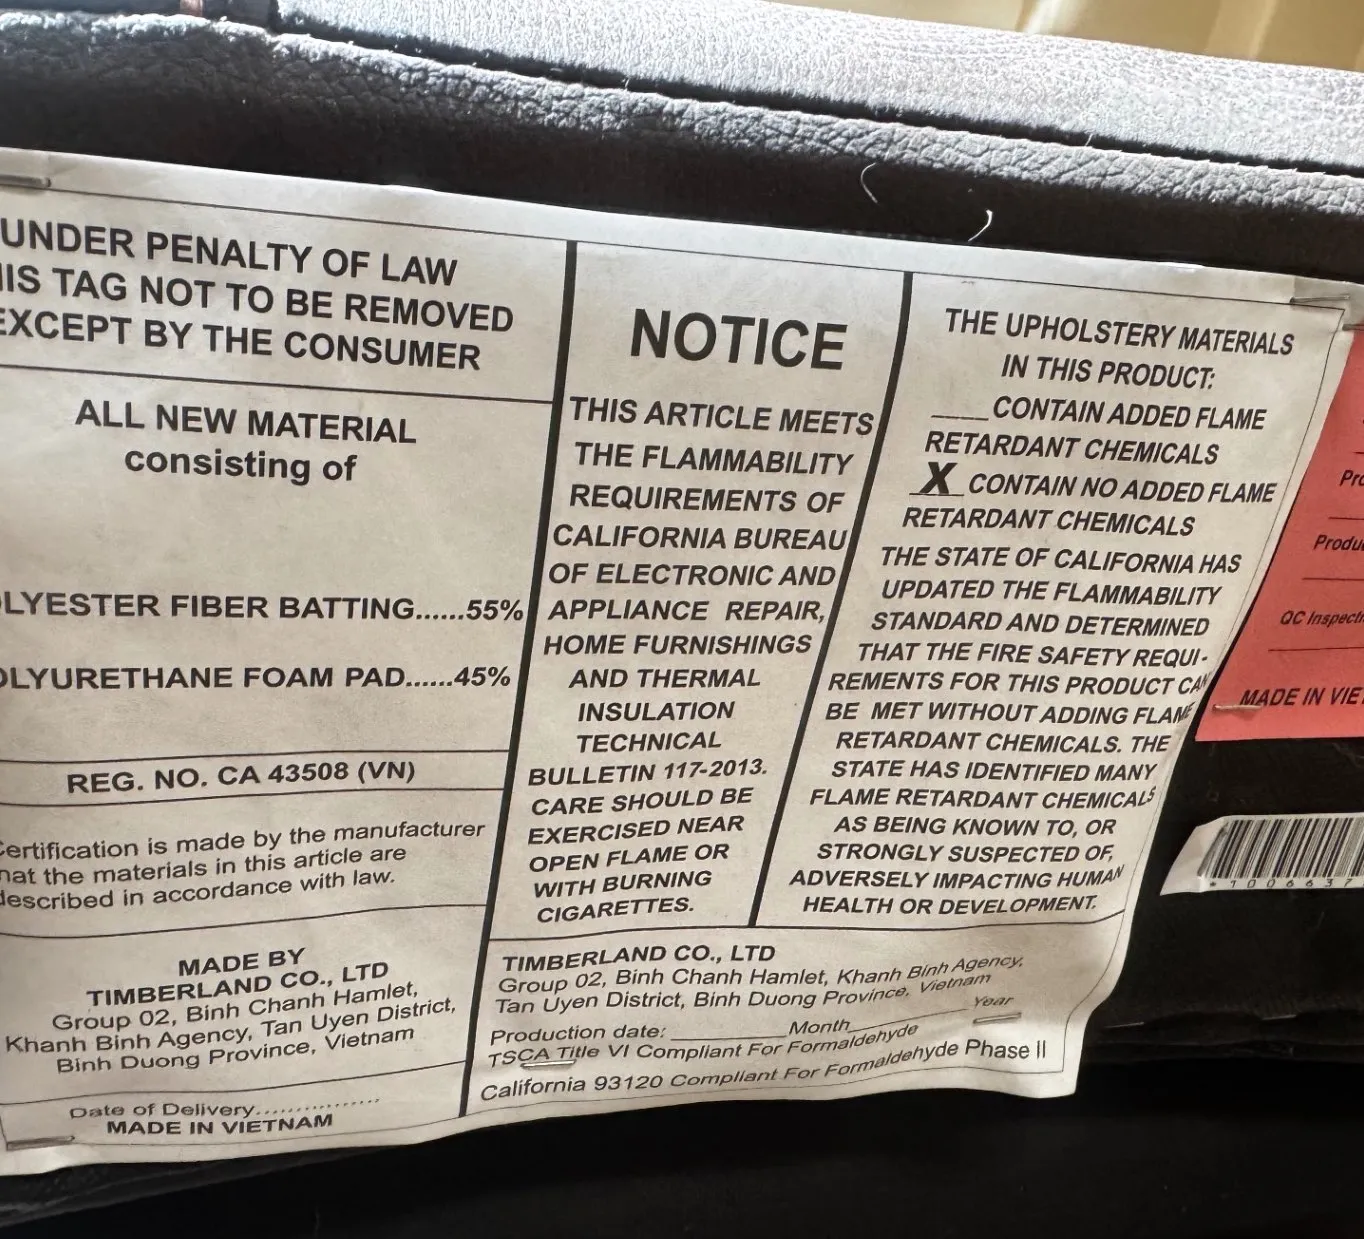 UNDER PENALTY OF LAW
HIS TAG NOT TO BE REMOVED
EXCEPT BY THE CONSUMER
ALL NEW MATERIAL
consisting of
OLYESTER FIBER BATTING......55%
OLYURETHANE FOAM PAD......45%
REG. NO. CA 43508 (VN)
Certification is made by the manufacturer
hat the materials in this article are
described in accordance with law.
MADE BY
TIMBERLAND CO., LTD
Group 02, Binh Chanh Hamlet,
Khanh Binh Agency, Tan Uyen District,
Binh Duong Province, Vietnam
Date of Delivery................
MADE IN VIETNAM
NOTICE
THIS ARTICLE MEETS
THE FLAMMABILITY
REQUIREMENTS OF
CALIFORNIA BUREAU
OF ELECTRONIC AND
APPLIANCE REPAIR,
HOME FURNISHINGS
AND THERMAL
INSULATION
TECHNICAL
BULLETIN 117-2013.
CARE SHOULD BE
EXERCISED NEAR
OPEN FLAME OR
WITH BURNING
CIGARETTES.
THE UPHOLSTERY MATERIALS
IN THIS PRODUCT:
____CONTAIN ADDED FLAME
RETARDANT CHEMICALS
_X_CONTAIN NO ADDED FLAME
RETARDANT CHEMICALS
THE STATE OF CALIFORNIA HAS
UPDATED THE FLAMMABILITY
STANDARD AND DETERMINED
THAT THE FIRE SAFETY REQUI-
REMENTS FOR THIS PRODUCT CAN
BE MET WITHOUT ADDING FLAME
RETARDANT CHEMICALS. THE
STATE HAS IDENTIFIED MANY
FLAME RETARDANT CHEMICALS
AS BEING KNOWN TO, OR
STRONGLY SUSPECTED OF,
ADVERSELY IMPACTING HUMAN
HEALTH OR DEVELOPMENT.
TIMBERLAND CO., LTD
Group 02, Binh Chanh Hamlet, Khanh Binh Agency,
Tan Uyen District, Binh Duong Province, Vietnam
Production date:__________Month__________Year
TSCA Title VI Compliant For Formaldehyde
California 93120 Compliant For Formaldehyde Phase II
Pro
Produ
QC Inspect
MADE IN VIE
*1006637